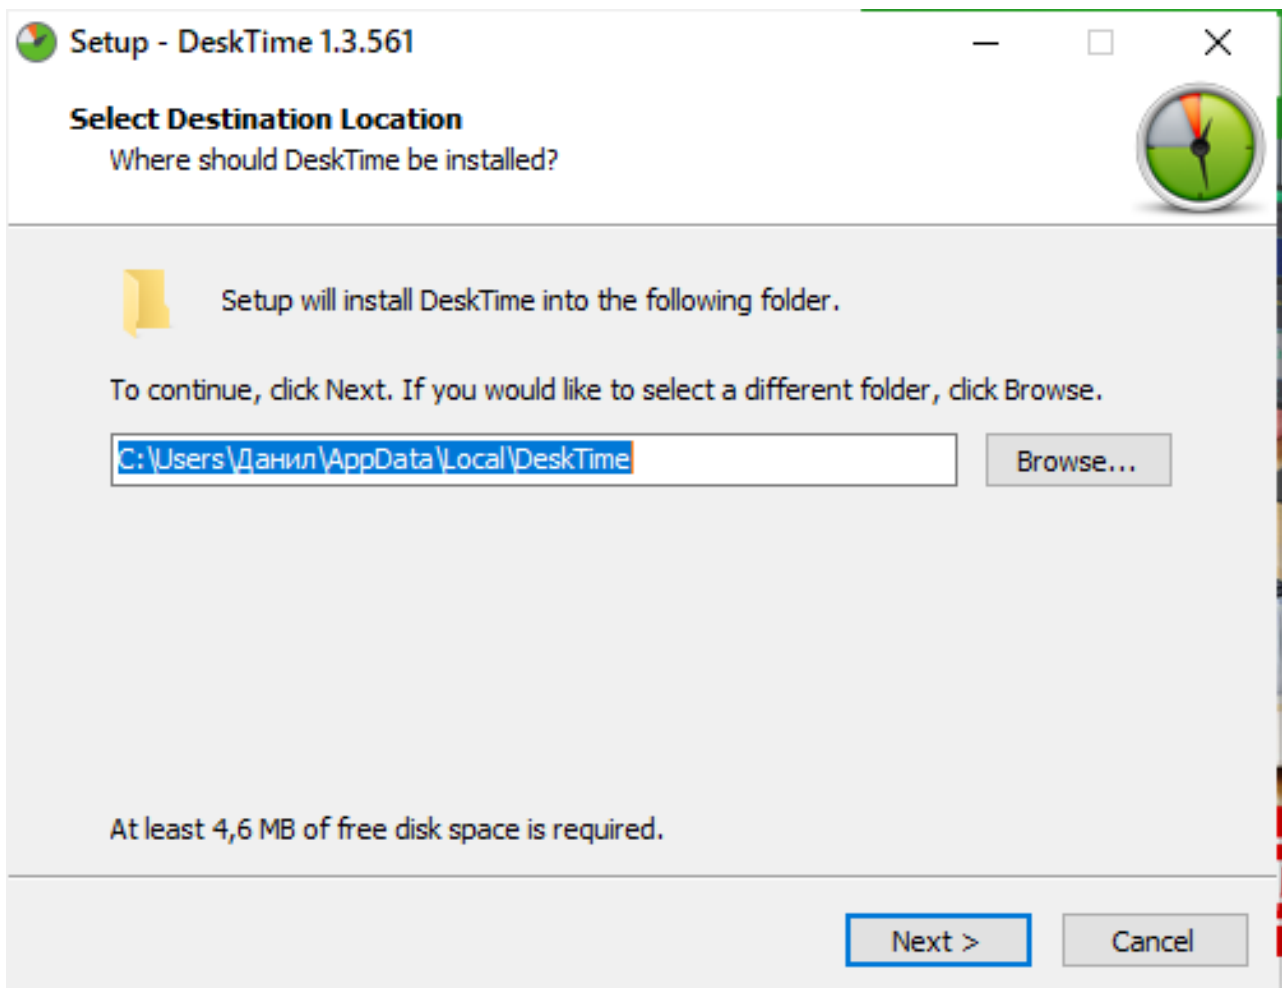 Setup - DeskTime 1.3.561
Select Destination Location
Where should DeskTime be installed?
Setup will install DeskTime into the following folder.
To continue, click Next. If you would like to select a different folder, click Browse.
C:\Users\Данил\AppData\Local\DeskTime
Browse...
At least 4,6 MB of free disk space is required.
Next >
Cancel